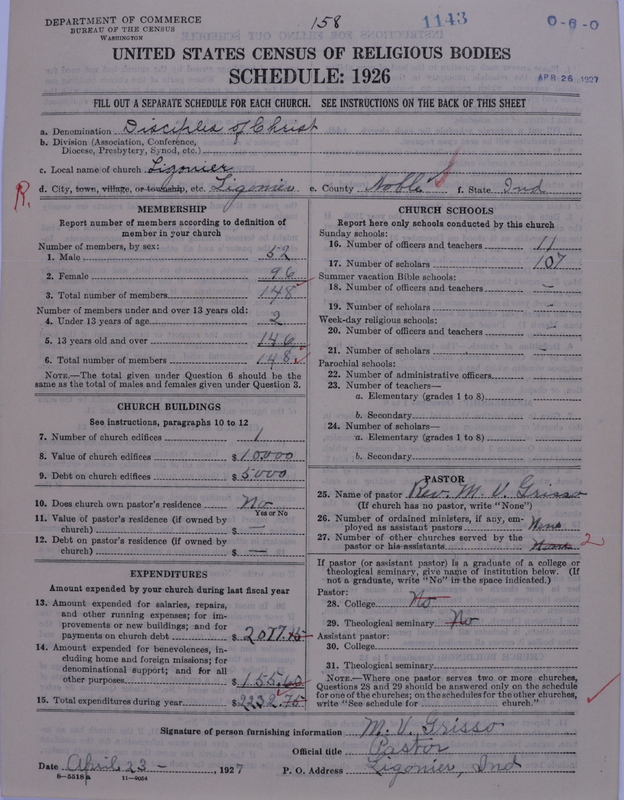 DEPARTMENT OF COMMERCE
BUREAU OF THE CENSUS
WASHINGTON
158
1143
0-6-0
UNITED STATES CENSUS OF RELIGIOUS BODIES
SCHEDULE: 1926
APR 26 1927
FILL OUT A SEPARATE SCHEDULE FOR EACH CHURCH. SEE INSTRUCTIONS ON THE BACK OF THIS SHEET
a. Denomination Disciples of Christ
b. Division (Association, Conference, Diocese, Presbytery, Synod, etc.)
c. Local name of church Ligonier
R. d. City, town, village, or township, etc. Ligonier e. County Noble f. State Ind
MEMBERSHIP
Report number of members according to definition of
member in your church
Number of members, by sex:
1. Male 52
2. Female 96
3. Total number of members 148
Number of members under and over 13 years old:
4. Under 13 years of age 2
5. 13 years old and over 146
6. Total number of members 148
NOTE.—The total given under Question 6 should be
same as the total of males and females given under Question 3.
CHURCH BUILDINGS
See instructions, paragraphs 10 to 12
7. Number of church edifices 1
8. Value of church edifices $10000
9. Debt on church edifices $5000
10. Does church own pastor's residence No
Yes or No
11. Value of pastor's residence (if owned by
church) $ —
12. Debt on pastor's residence (if owned by
church) $ —
EXPENDITURES
Amount expended by your church during last fiscal year
13. Amount expended for salaries, repairs,
and other running expenses; for im-
provements or new buildings; and for
payments on church debt $2077.15
14. Amount expended for benevolences, in-
cluding home and foreign missions; for
denominational support; and for all
other purposes $155.60
15. Total expenditures during year $2232.75
CHURCH SCHOOLS
Report here only schools conducted by this church
Sunday schools:
16. Number of officers and teachers 11
17. Number of scholars 107
Summer vacation Bible schools:
18. Number of officers and teachers –
19. Number of scholars –
Week-day religious schools:
20. Number of officers and teachers –
21. Number of scholars –
Parochial schools:
22. Number of administrative officers
23. Number of teachers—
a. Elementary (grades 1 to 8)
b. Secondary
24. Number of scholars—
a. Elementary (grades 1 to 8)
b. Secondary
PASTOR
25. Name of pastor Rev. M. V. Grisso
(If church has no pastor, write "None")
26. Number of ordained ministers, if any, em-
ployed as assistant pastors None
27. Number of other churches served by the
pastor or his assistants None 2
If pastor (or assistant pastor) is a graduate of a college or
theological seminary, give name of institution below. (If
not a graduate, write "No" in the space indicated.)
Pastor:
28. College No
29. Theological seminary No
Assistant pastor:
30. College
31. Theological seminary
NOTE.—Where one pastor serves two or more churches,
Questions 28 and 29 should be answered only on the schedule
for one of the churches; on the schedules for the other churches,
write "See schedule for church."
Signature of person furnishing information M. V. Grisso
Official title Pastor
Date April 23 –, 1927 P. O. Address Ligonier, Ind
8—5518a 11—9064